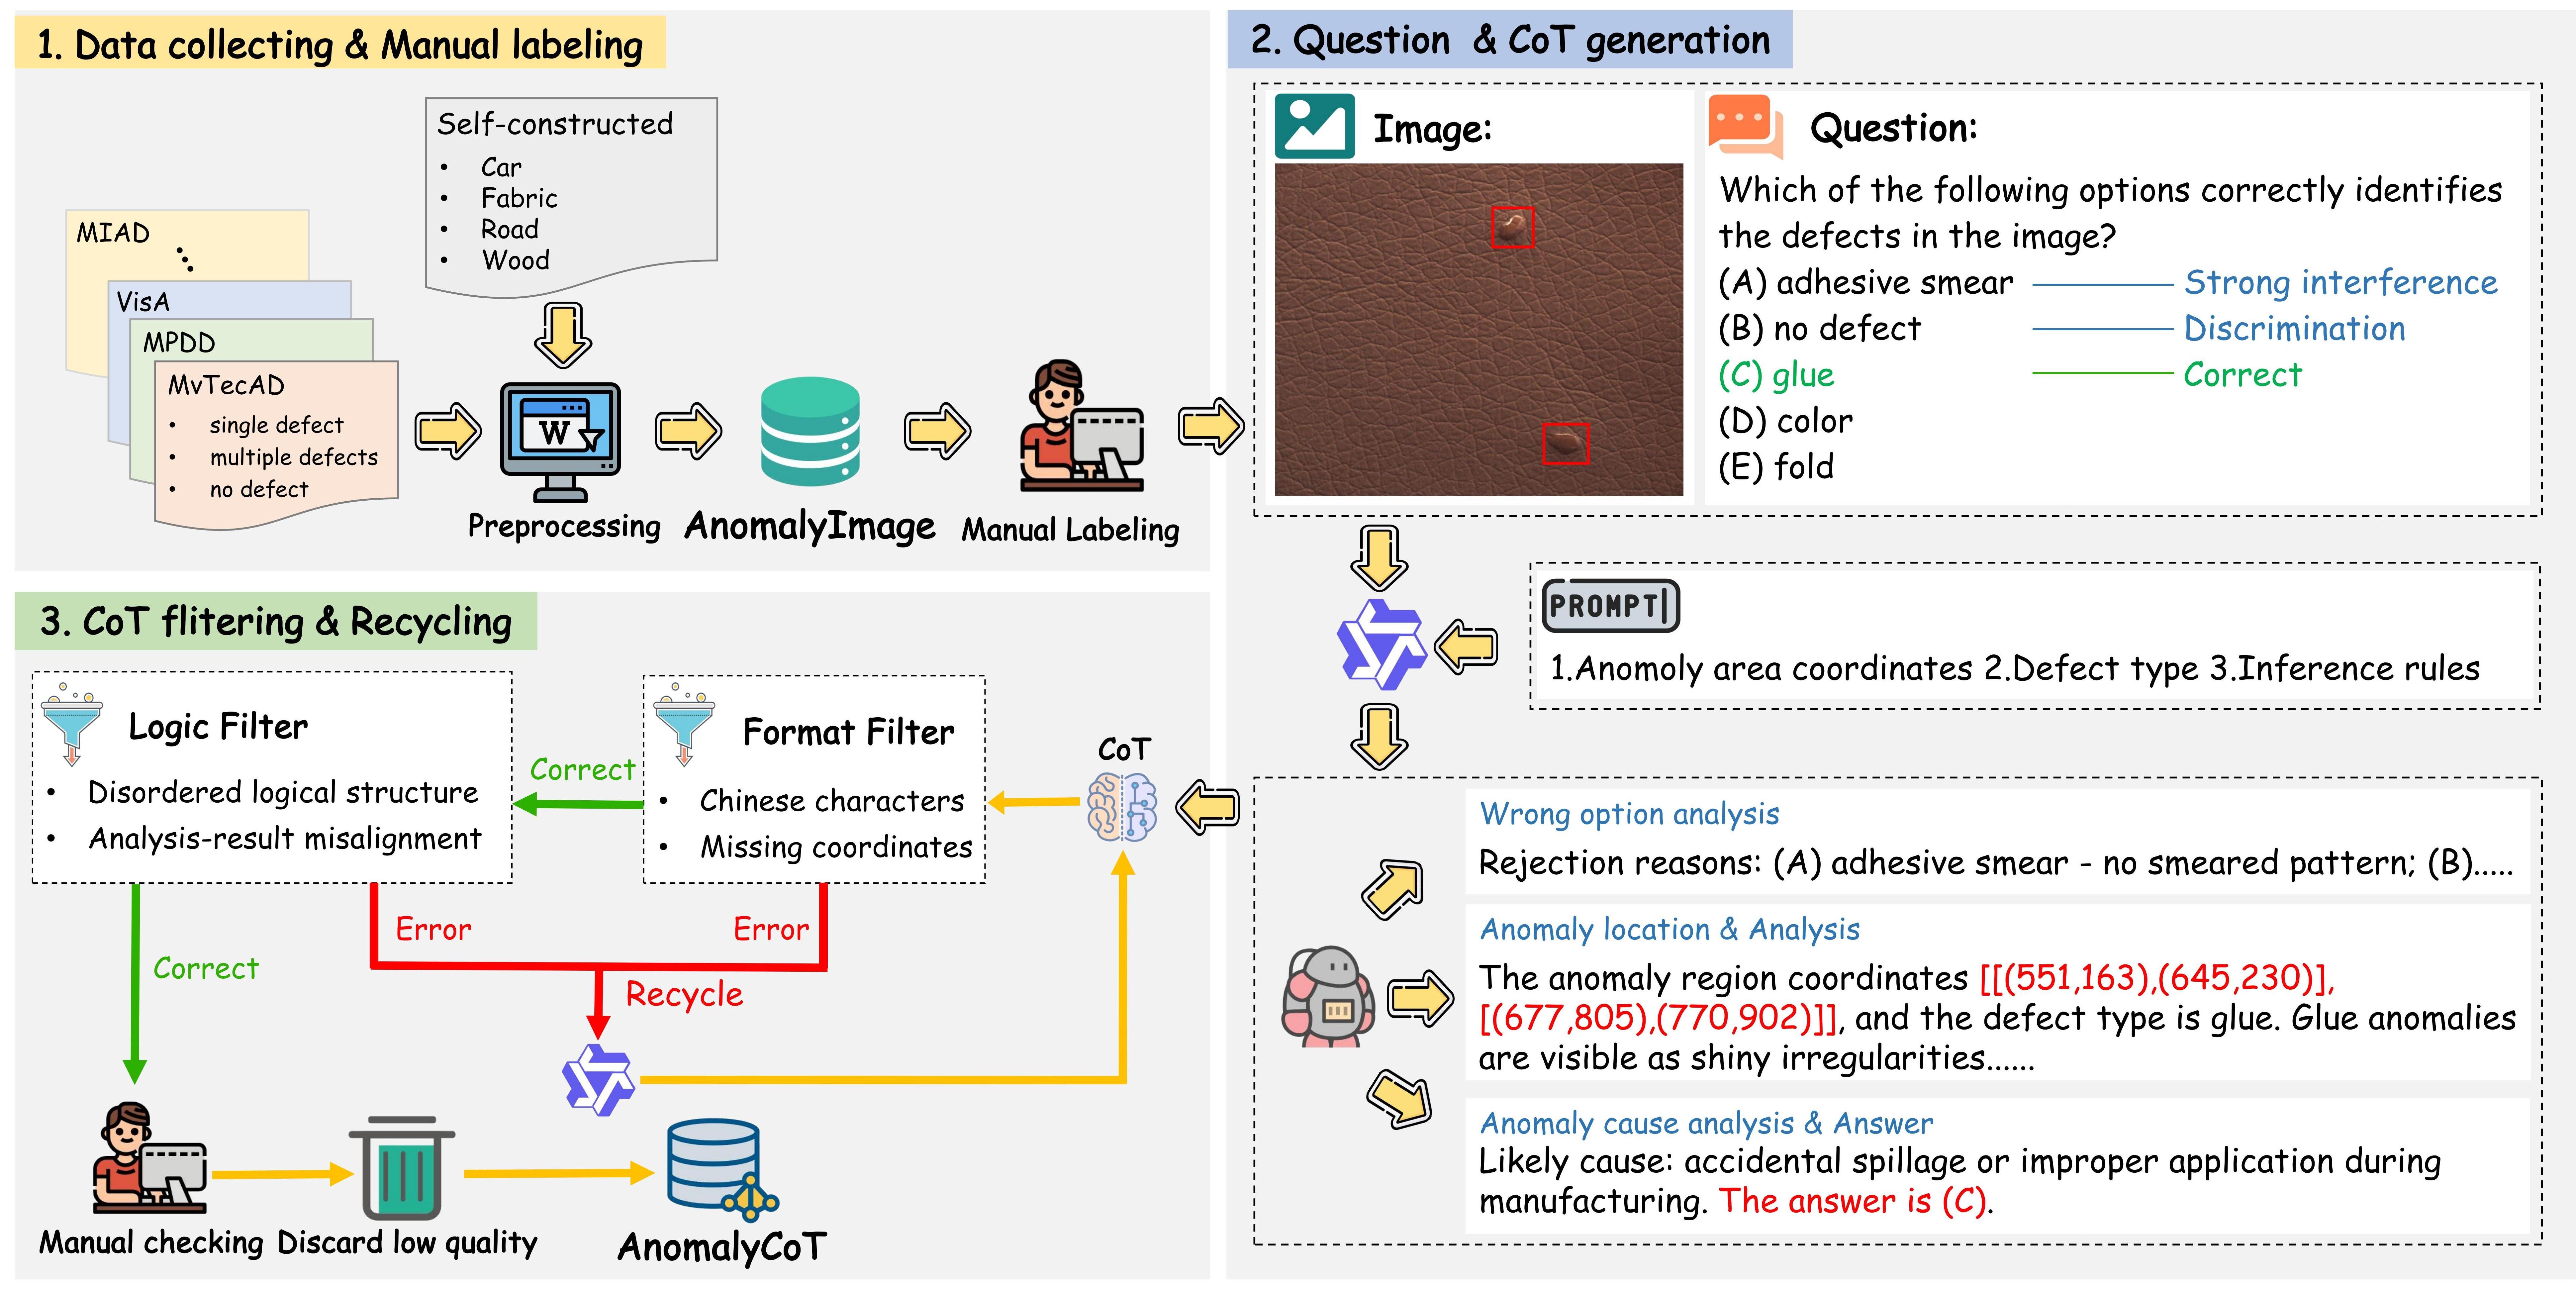 1. Data collecting & Manual labeling
Self-constructed
• Car
• Fabric
• Road
• Wood
MIAD
VisA
MPDD
MvTecAD
• single defect
• multiple defects
• no defect
W
Preprocessing
AnomalyImage
Manual Labeling
2. Question & CoT generation
Image:
Question:
Which of the following options correctly identifies
the defects in the image?
(A) adhesive smear
Strong interference
(B) no defect
Discrimination
(C) glue
Correct
(D) color
(E) fold
PROMPT
1.Anomoly area coordinates 2.Defect type 3.Inference rules
Wrong option analysis
Rejection reasons: (A) adhesive smear - no smeared pattern; (B).....
Anomaly location & Analysis
The anomaly region coordinates [[(551,163),(645,230)],
[(677,805),(770,902)]], and the defect type is glue. Glue anomalies
are visible as shiny irregularities......
Anomaly cause analysis & Answer
Likely cause: accidental spillage or improper application during
manufacturing. The answer is (C).
3. CoT flitering & Recycling
Logic Filter
• Disordered logical structure
• Analysis-result misalignment
Correct
Format Filter
• Chinese characters
• Missing coordinates
CoT
Error
Error
Correct
Recycle
Manual checking
Discard low quality
AnomalyCoT